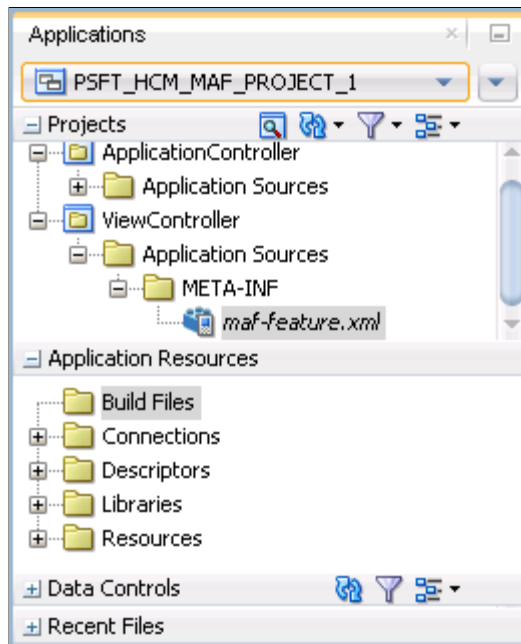 Applications
PSFT_HCM_MAF_PROJECT_1
Projects
ApplicationController
Application Sources
ViewController
Application Sources
META-INF
maf-feature.xml
Application Resources
Build Files
Connections
Descriptors
Libraries
Resources
Data Controls
Recent Files